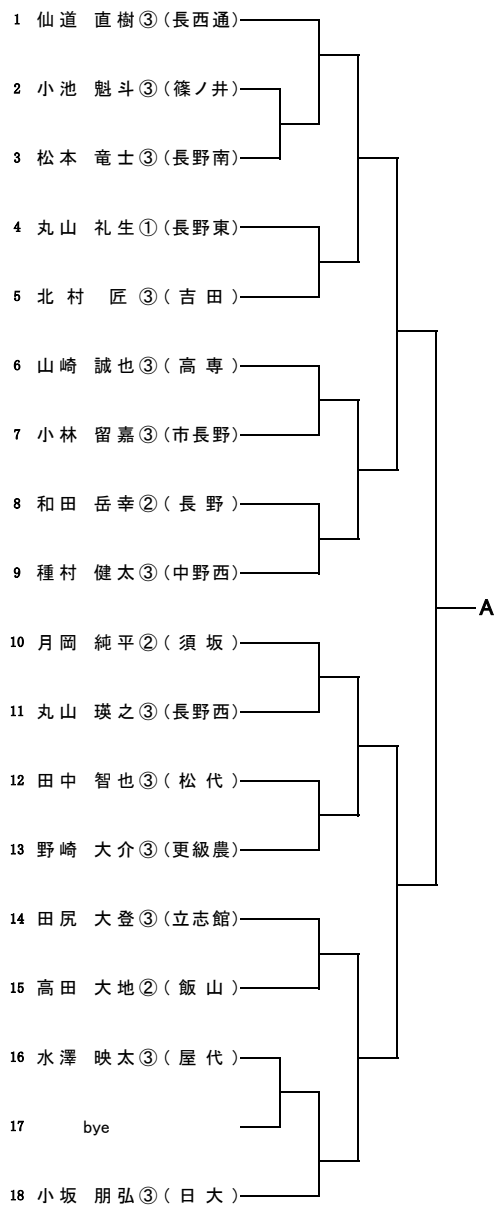 1 仙道 直樹③(長西通)
2 小池 魁斗③(篠ノ井)
3 松本 竜士③(長野南)
4 丸山 礼生①(長野東)
5 北村 匠③(吉田)
6 山崎 誠也③(高専)
7 小林 留嘉③(市長野)
8 和田 岳幸②(長野)
9 種村 健太③(中野西)
A
10 月岡 純平②(須坂)
11 丸山 瑛之③(長野西)
12 田中 智也③(松代)
13 野崎 大介③(更級農)
14 田尻 大登③(立志館)
15 高田 大地②(飯山)
16 水澤 映太③(屋代)
17 bye
18 小坂 朋弘③(日大)